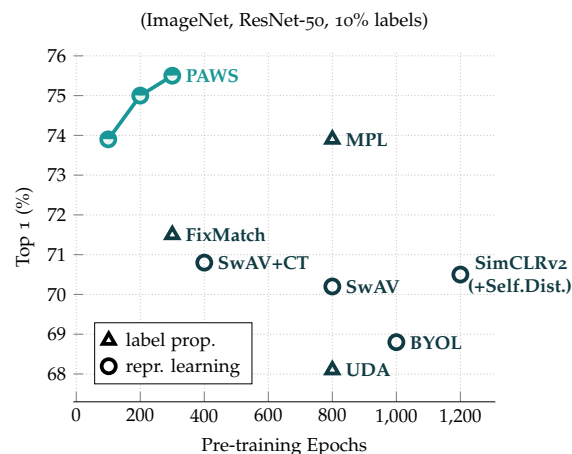 (ImageNet, ResNet-50, 10% labels)
76
75
74
73
72
71
70
69
68
Top 1 (%)
PAWS
MPL
FixMatch
SwAV+CT
SimCLRv2
(+Self.Dist.)
SwAV
BYOL
UDA
label prop.
repr. learning
0
200
400
600
800
1,000
1,200
Pre-training Epochs